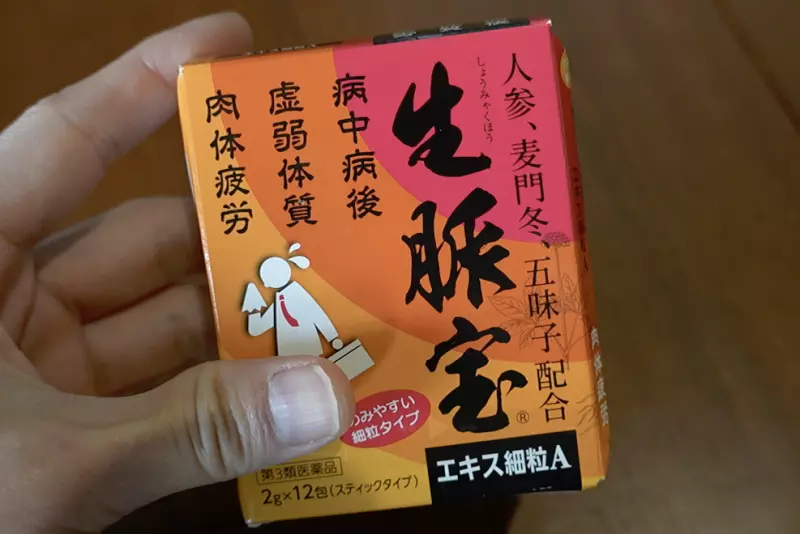 人参、麦門冬、五味子配合
しょうみゃくほう
生脈宝®
病中病後
虚弱体質
肉体疲労
のみやすい
細粒タイプ
エキス細粒A
第3類医薬品
2g×12包(スティックタイプ)
肉体疲労